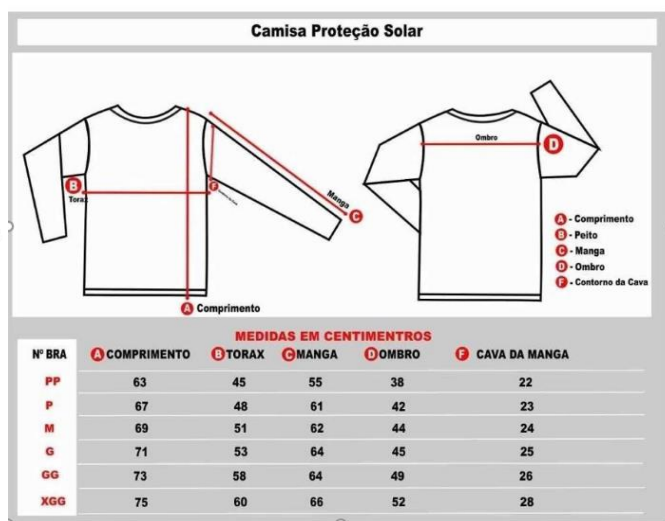 Camisa Proteção Solar
Ombro
D
B
F
Torax
Manga
C
A - Comprimento
B - Peito
C - Manga
D - Ombro
F - Contorno da Cava
A Comprimento
MEDIDAS EM CENTIMENTROS
Nº BRA A COMPRIMENTO B TORAX C MANGA D OMBRO F CAVA DA MANGA
PP 63 45 55 38 22
P 67 48 61 42 23
M 69 51 62 44 24
G 71 53 64 45 25
GG 73 58 64 49 26
XGG 75 60 66 52 28